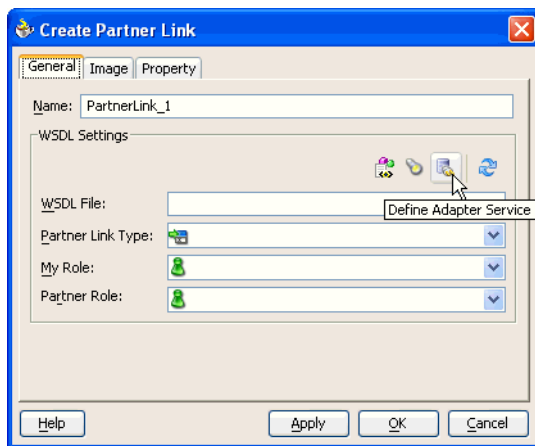 Create Partner Link
General Image Property
Name: PartnerLink_1
WSDL Settings
WSDL File:
Define Adapter Service
Partner Link Type:
My Role:
Partner Role:
Help Apply OK Cancel